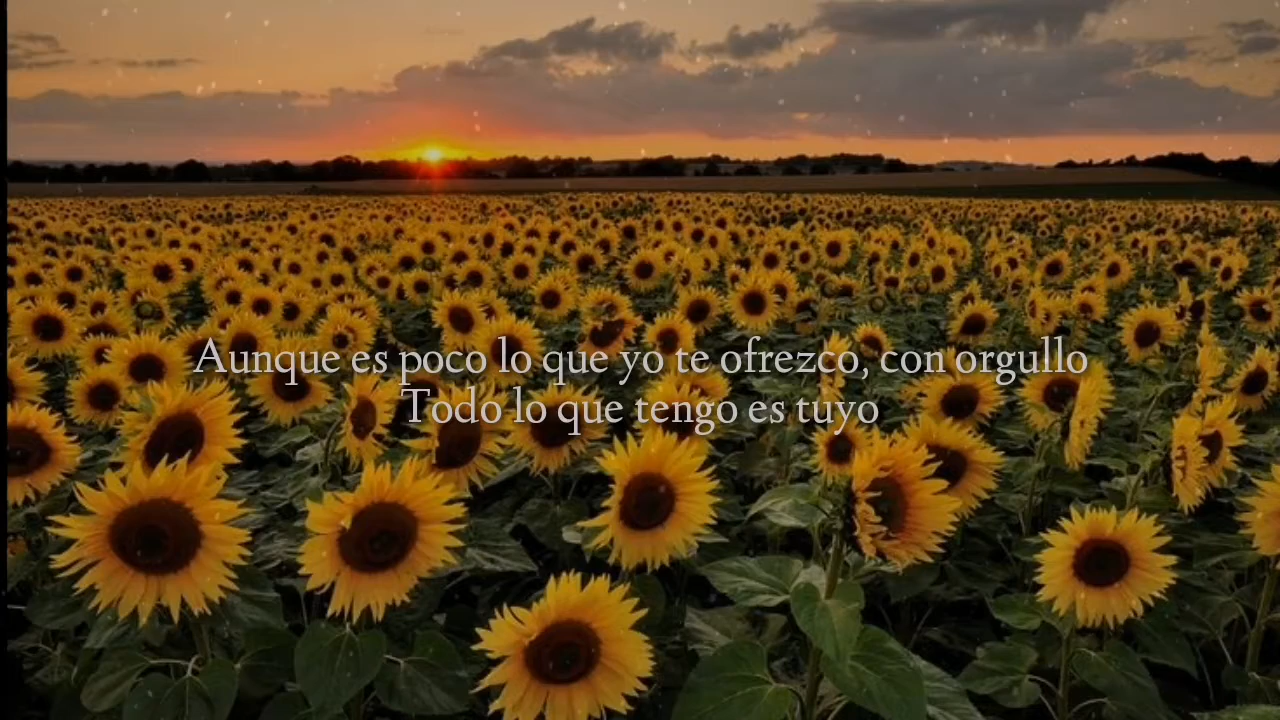 Aunque es poco lo que yo te ofrezco, con orgullo
Todo lo que tengo es tuyo